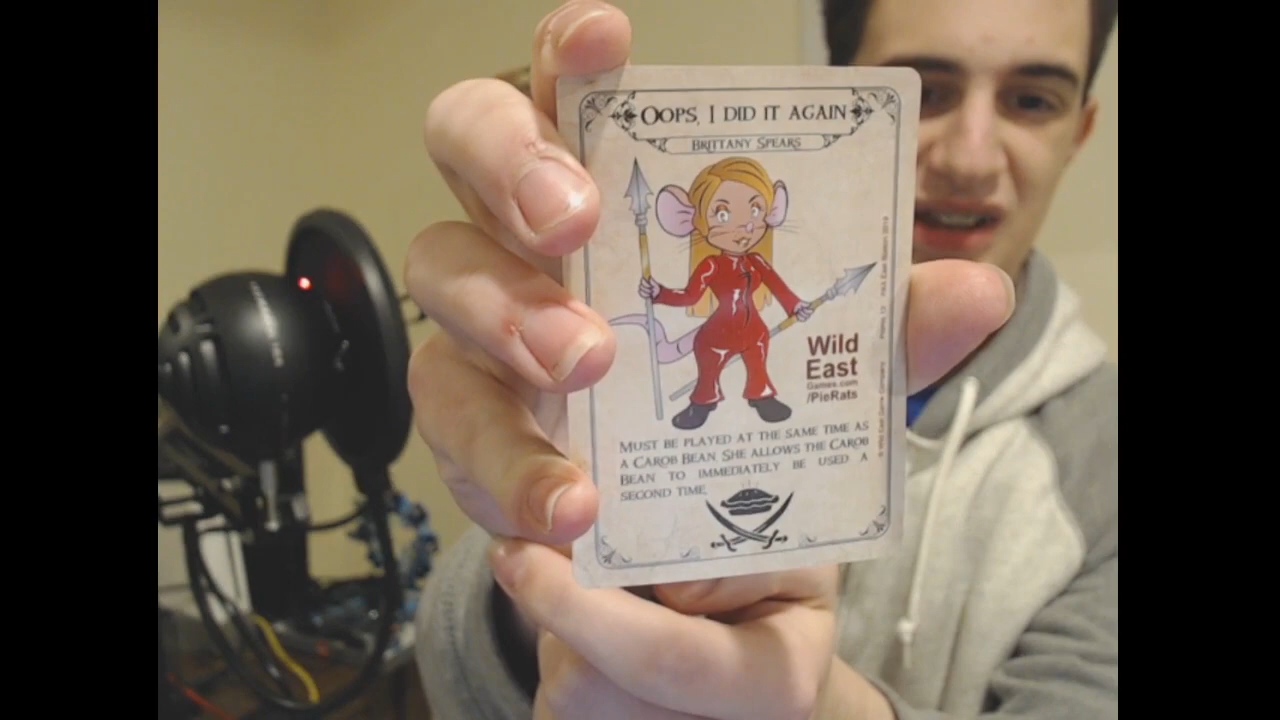 OOPS, I DID IT AGAIN
BRITTANY SPEARS
Wild
East
Games.com
/PieRats
MUST BE PLAYED AT THE SAME TIME AS
A CAROB BEAN. SHE ALLOWS THE CAROB
BEAN TO IMMEDIATELY BE USED A
SECOND TIME.